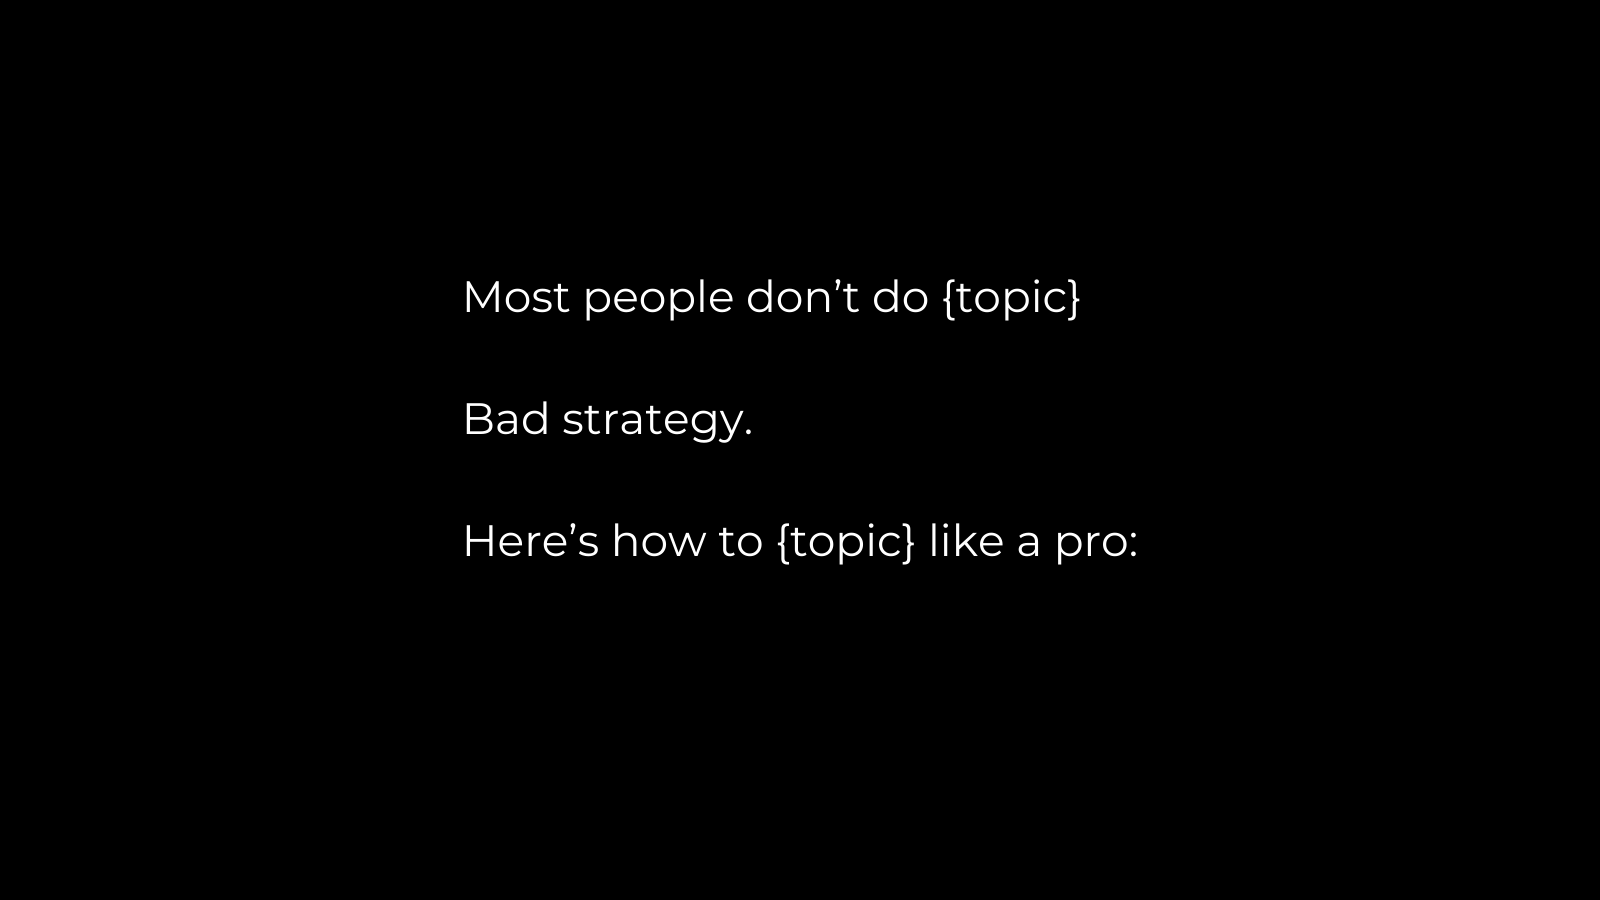 Most people don’t do {topic}
Bad strategy.
Here’s how to {topic} like a pro: